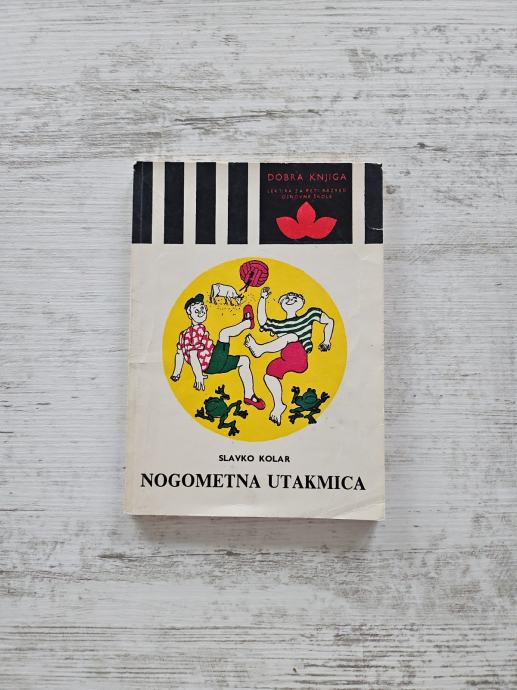 DOBRA KNJIGA
LEKTIRA ZA PETI RAZRED
OSNOVNE ŠKOLE
SLAVKO KOLAR
NOGOMETNA UTAKMICA